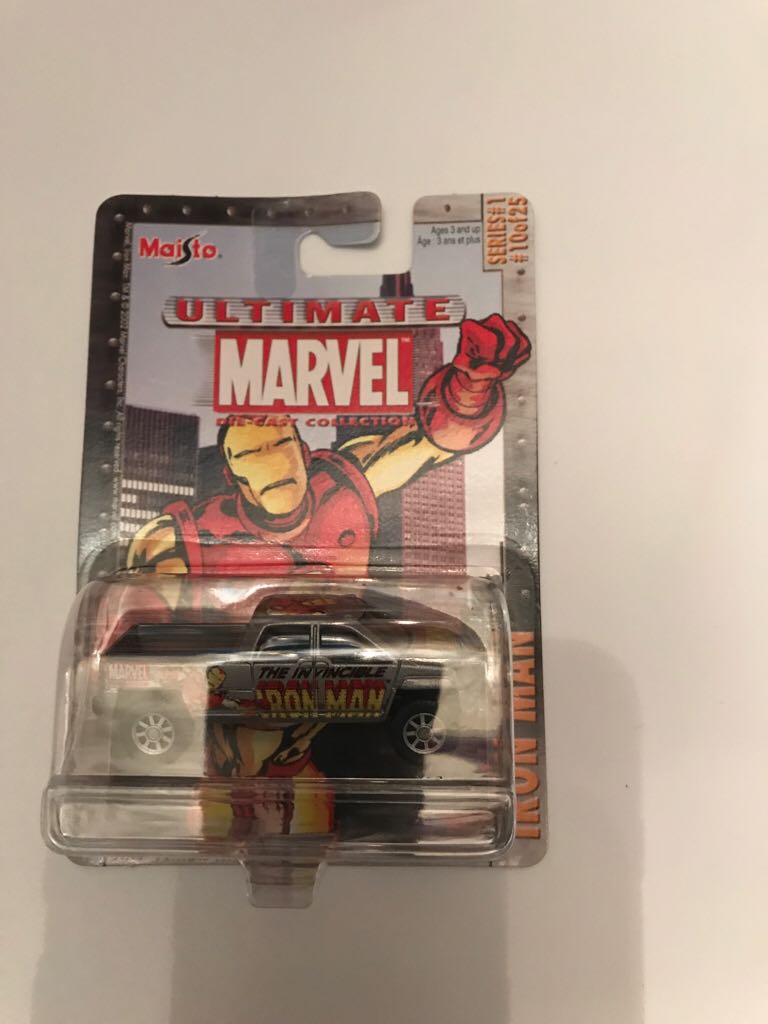 Maisto
Ages 3 and up
Âge : 3 ans et plus
SERIES#1
#10of25
ULTIMATE
MARVEL™
DIE-CAST COLLECTION
MARVEL
THE INVINCIBLE
IRON MAN
IRON MAN